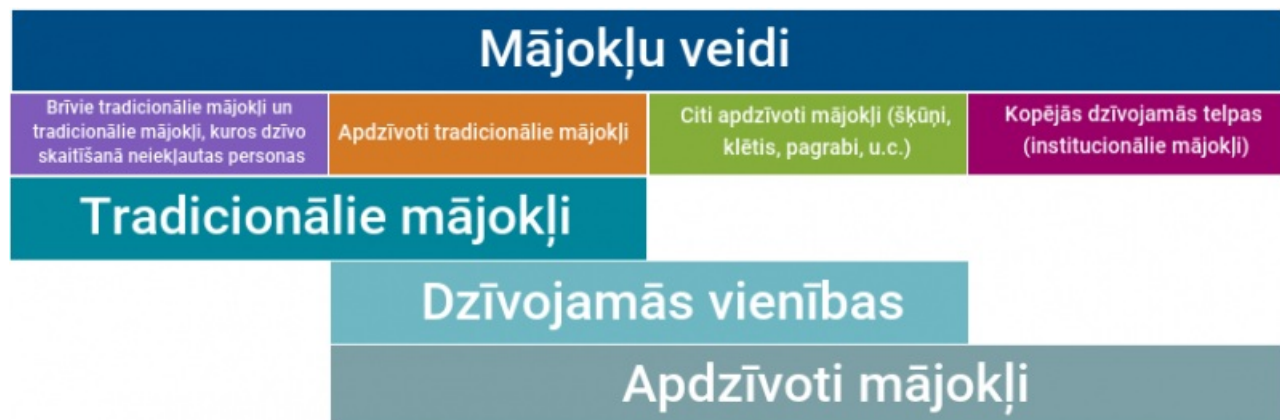 Mājokļu veidi
Brīvie tradicionālie mājokļi un
tradicionālie mājokļi, kuros dzīvo
skaitīšanā neiekļautas personas
Apdzīvoti tradicionālie mājokļi
Citi apdzīvoti mājokļi (šķūņi,
klētis, pagrabi, u.c.)
Kopējās dzīvojamās telpas
(institucionālie mājokļi)
Tradicionālie mājokļi
Dzīvojamās vienības
Apdzīvoti mājokļi